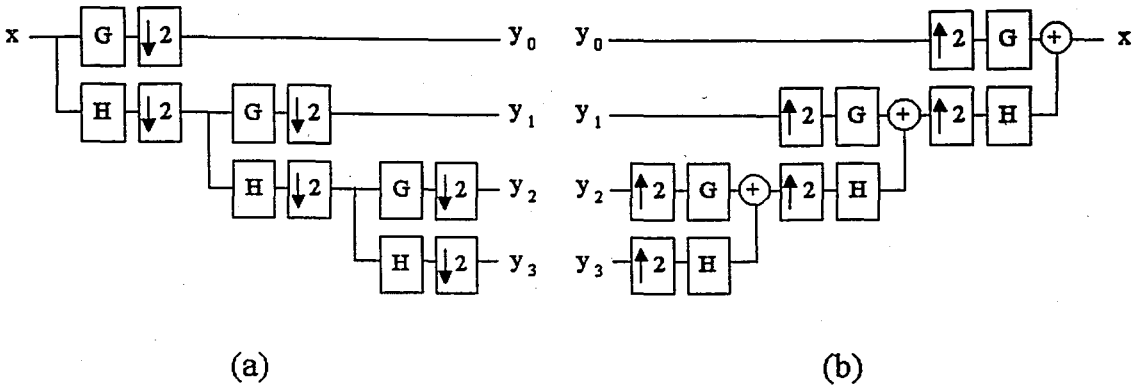 x G ↓2 y₀ y₀ ↑2 G + x
H ↓2 G ↓2 y₁ y₁ ↑2 G + ↑2 H
H ↓2 G ↓2 y₂ y₂ ↑2 G + ↑2 H
H ↓2 y₃ y₃ ↑2 H
(a) (b)